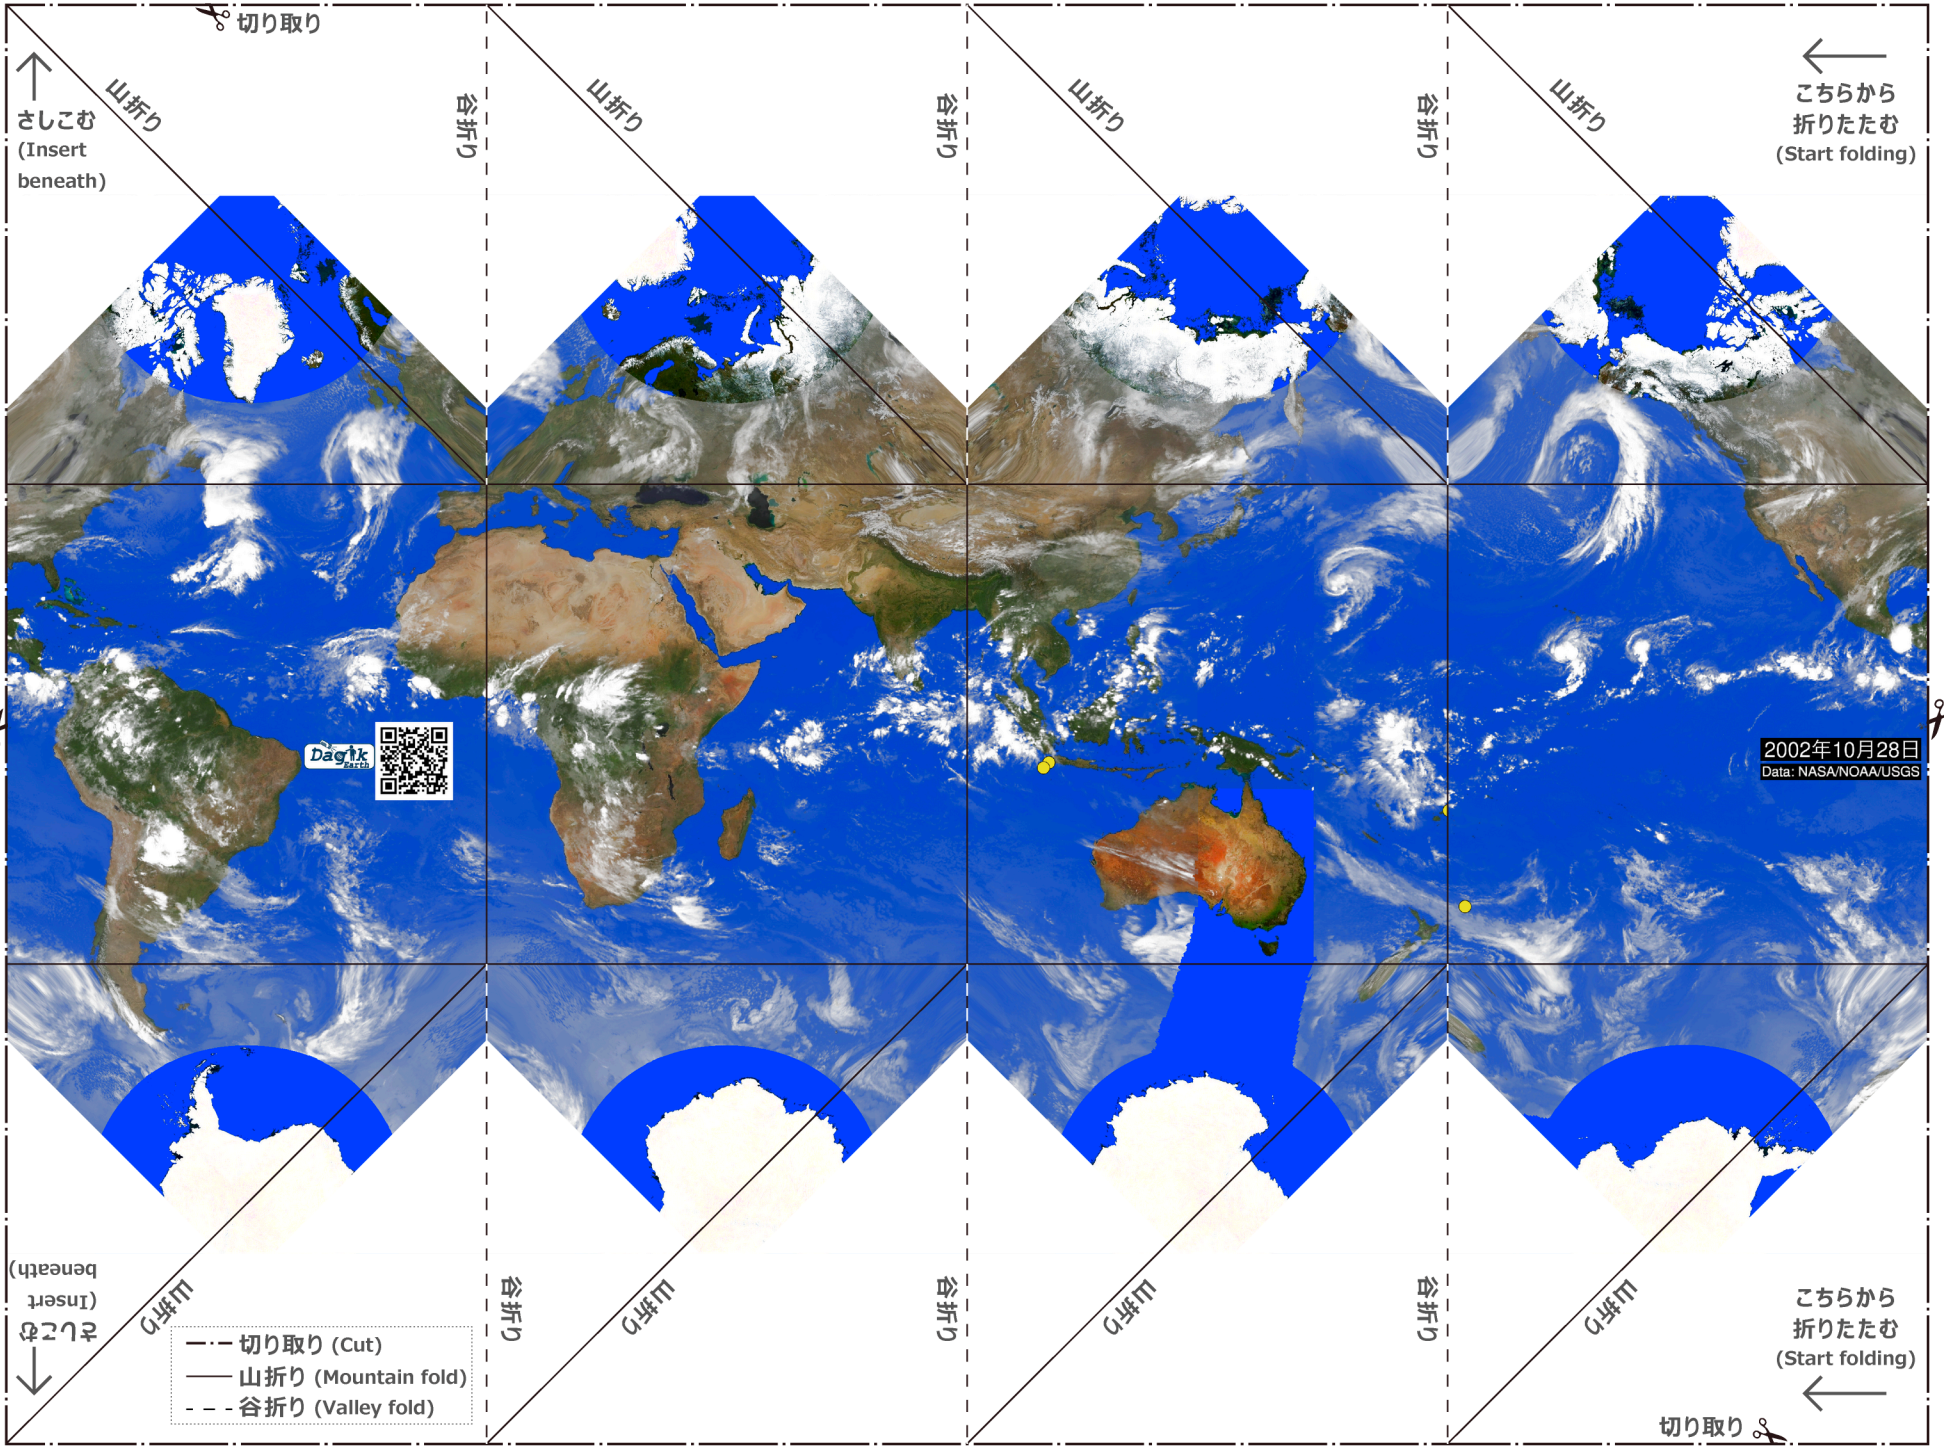 切り取り
山折り
谷折り
山折り
谷折り
山折り
谷折り
山折り
こちらから
折りたたむ
(Start folding)
さしこむ
(Insert
beneath)
Dagik
Earth
2002年10月28日
Data: NASA/NOAA/USGS
さしこむ
(Insert
beneath)
山折り
谷折り
山折り
谷折り
山折り
谷折り
山折り
こちらから
折りたたむ
(Start folding)
切り取り (Cut)
山折り (Mountain fold)
谷折り (Valley fold)
切り取り